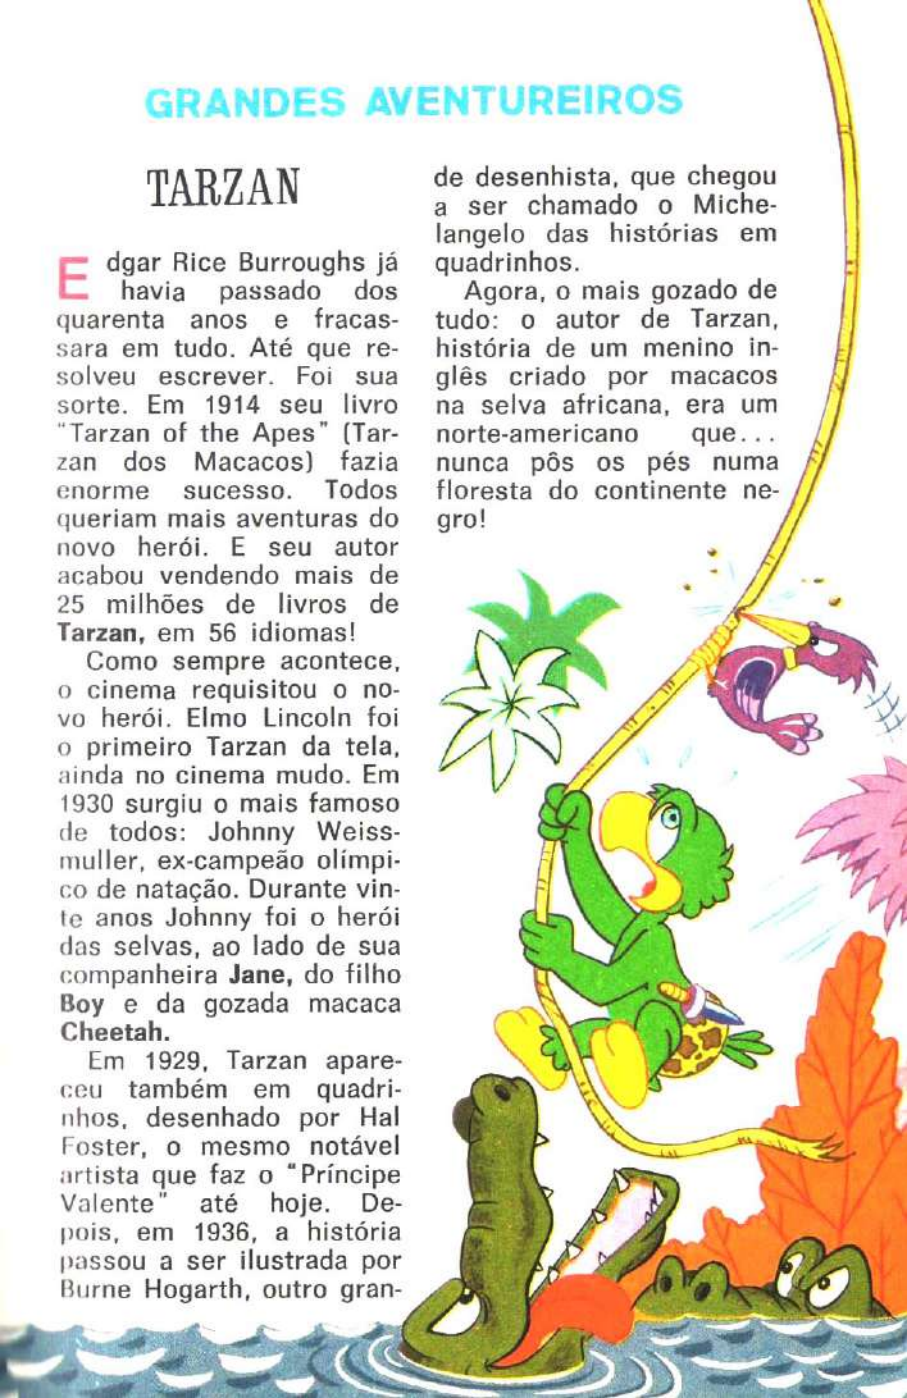 GRANDES AVENTUREIROS
TARZAN
Edgar Rice Burroughs já
havia passado dos
quarenta anos e fracas-
sara em tudo. Até que re-
solveu escrever. Foi sua
sorte. Em 1914 seu livro
"Tarzan of the Apes" (Tar-
zan dos Macacos) fazia
enorme sucesso. Todos
queriam mais aventuras do
novo herói. E seu autor
acabou vendendo mais de
25 milhões de livros de
Tarzan, em 56 idiomas!
Como sempre acontece,
o cinema requisitou o no-
vo herói. Elmo Lincoln foi
o primeiro Tarzan da tela,
ainda no cinema mudo. Em
1930 surgiu o mais famoso
de todos: Johnny Weiss-
muller, ex-campeão olímpi-
co de natação. Durante vin-
te anos Johnny foi o herói
das selvas, ao lado de sua
companheira Jane, do filho
Boy e da gozada macaca
Cheetah.
Em 1929, Tarzan apare-
ceu também em quadri-
nhos, desenhado por Hal
Foster, o mesmo notável
artista que faz o "Príncipe
Valente" até hoje. De-
pois, em 1936, a história
passou a ser ilustrada por
Burne Hogarth, outro gran-
de desenhista, que chegou
a ser chamado o Miche-
langelo das histórias em
quadrinhos.
Agora, o mais gozado de
tudo: o autor de Tarzan,
história de um menino in-
glês criado por macacos
na selva africana, era um
norte-americano que...
nunca pôs os pés numa
floresta do continente ne-
gro!